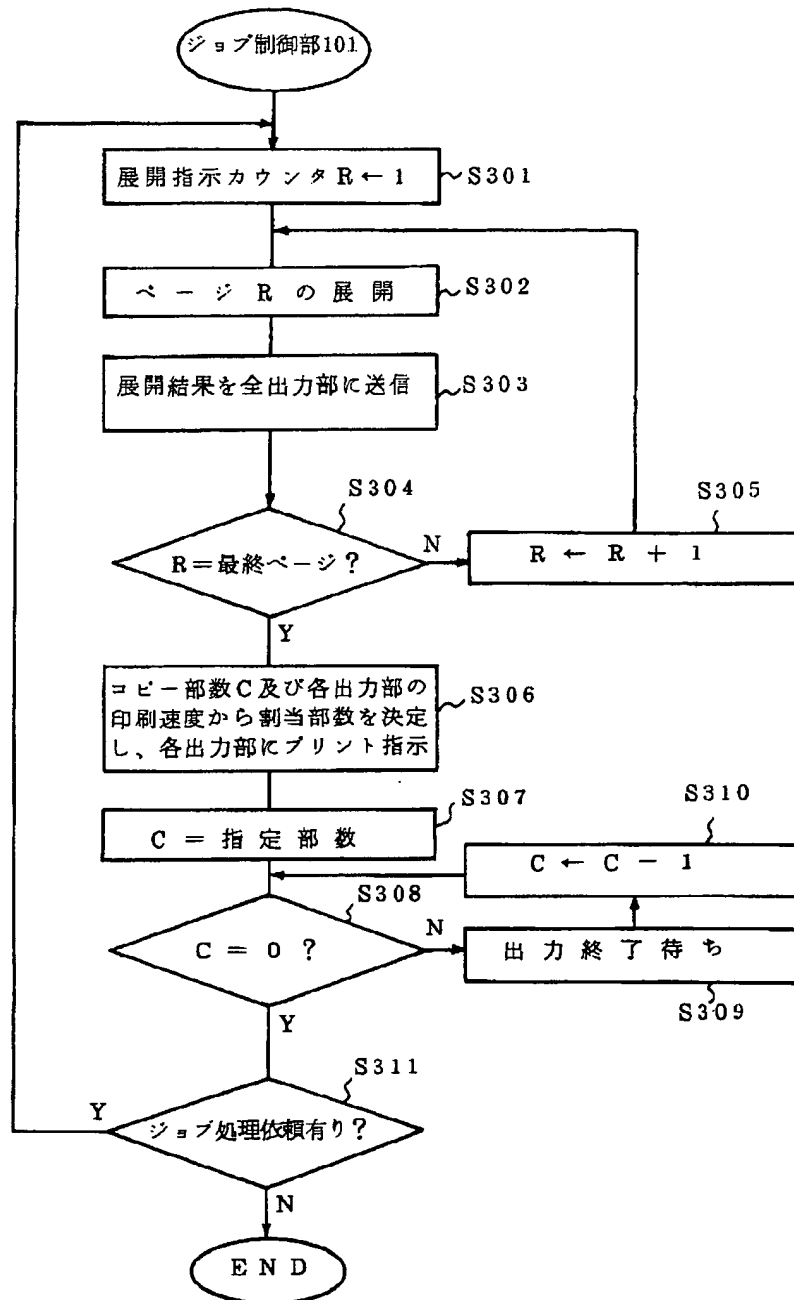 ジョブ制御部101
展開指示カウンタR←1
S301
ページRの展開
S302
展開結果を全出力部に送信
S303
S304
R=最終ページ?
N
S305
R ← R + 1
Y
コピー部数C及び各出力部の
印刷速度から割当部数を決定
し、各出力部にプリント指示
S306
S307
C = 指定部数
S310
C ← C - 1
S308
C = 0 ?
N
出力終了待ち
S309
Y
S311
Y
ジョブ処理依頼有り?
N
END